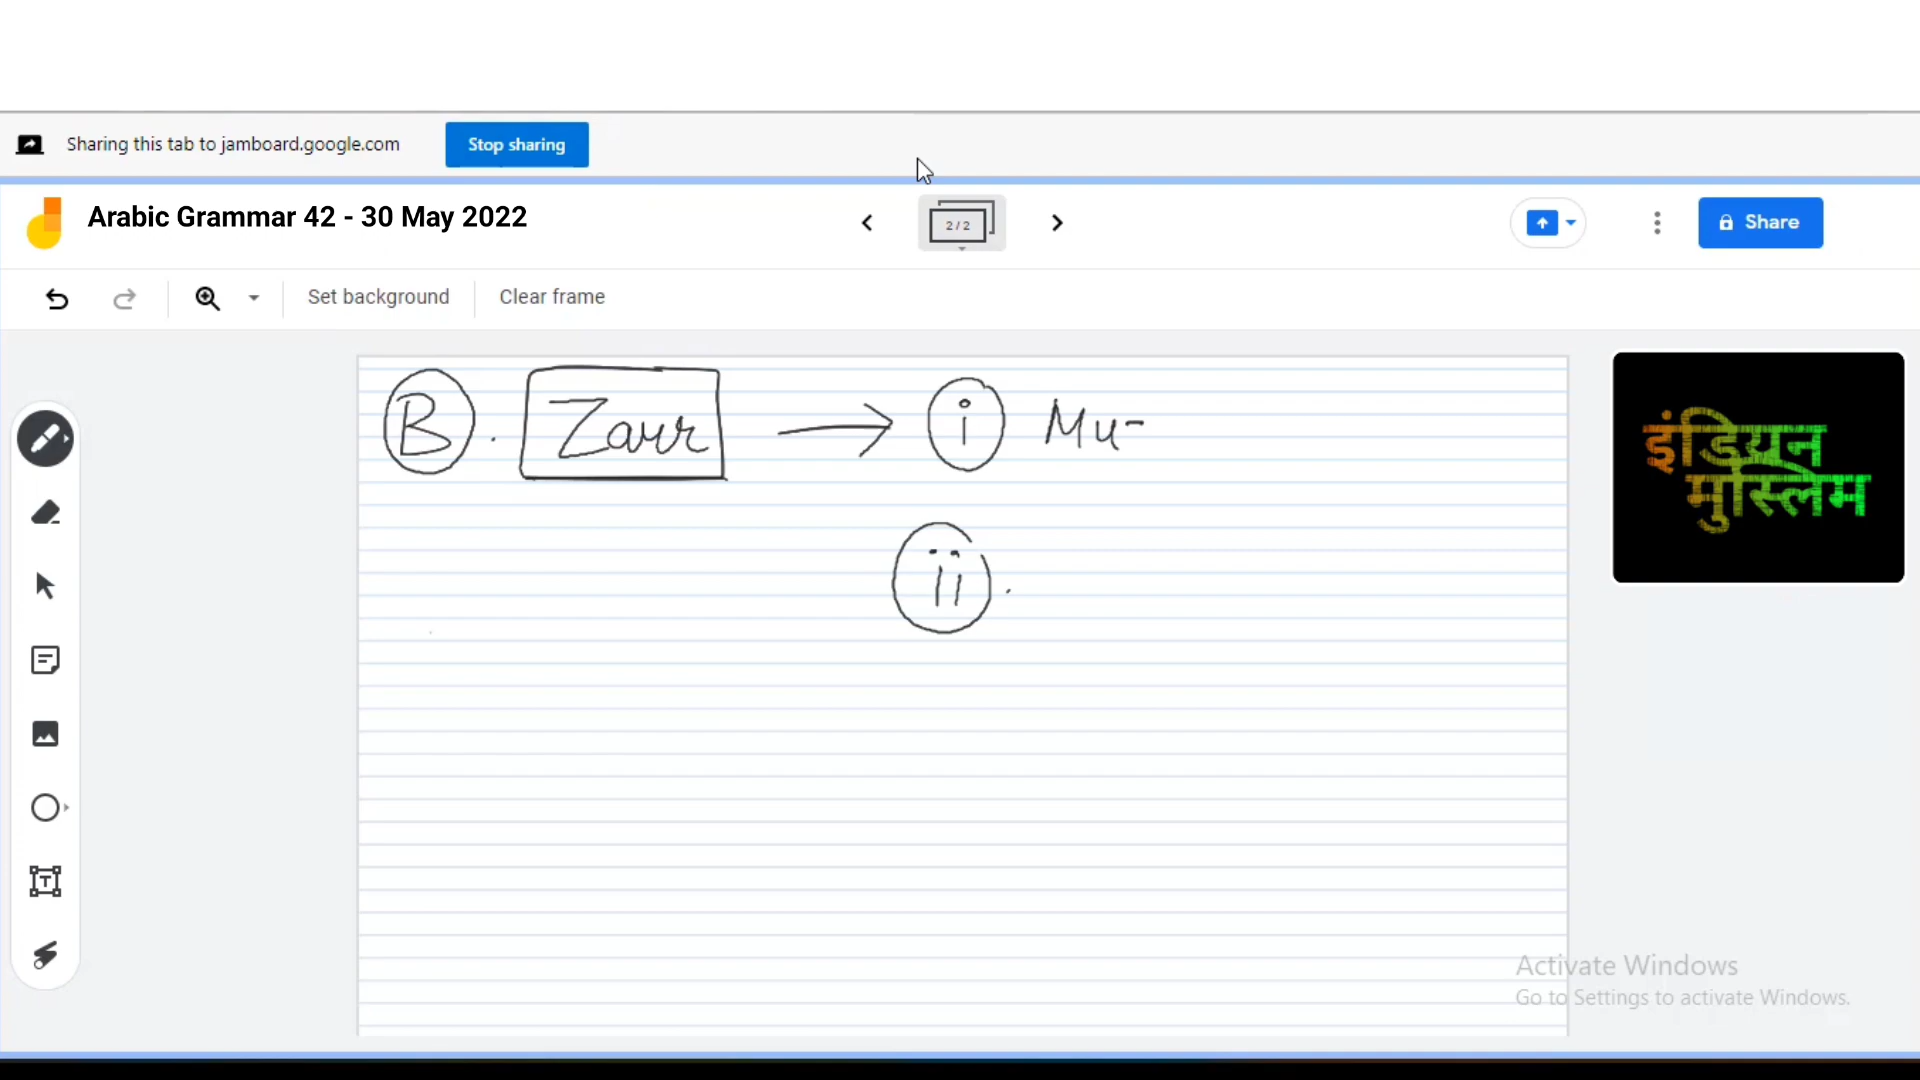 Sharing this tab to jamboard.google.com Stop sharing
Arabic Grammar 42 - 30 May 2022 2 / 2 Share
Set background Clear frame
B. Zarr → i Mu-
ii.
इंडियन
मुस्लिम
Activate Windows
Go to Settings to activate Windows.